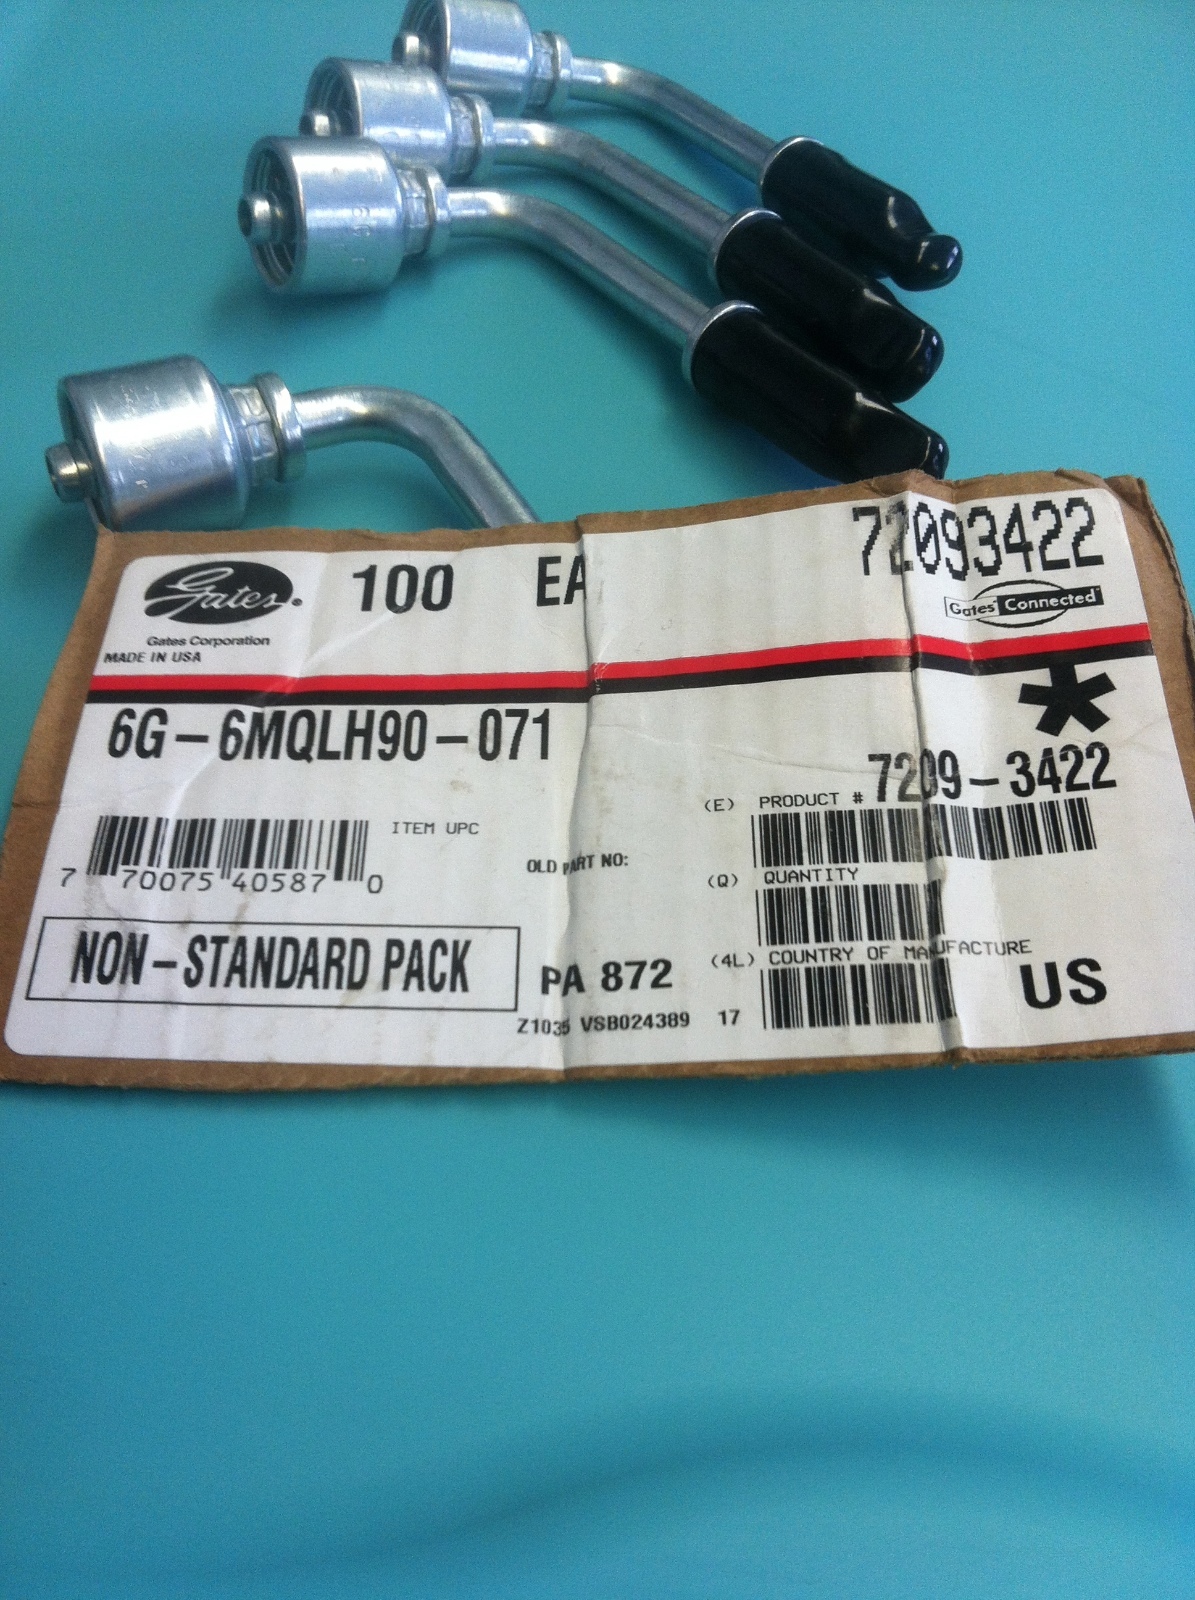 Gates®
Gates Corporation
MADE IN USA
100 EA
72093422
Gates Connected™
6G-6MQLH90-071
*
7209-3422
(E) PRODUCT #
ITEM UPC
7 70075 40587 0
OLD PART NO:
(Q) QUANTITY
NON-STANDARD PACK
PA 872
(4L) COUNTRY OF MANUFACTURE
US
Z1035 VSB024389 17